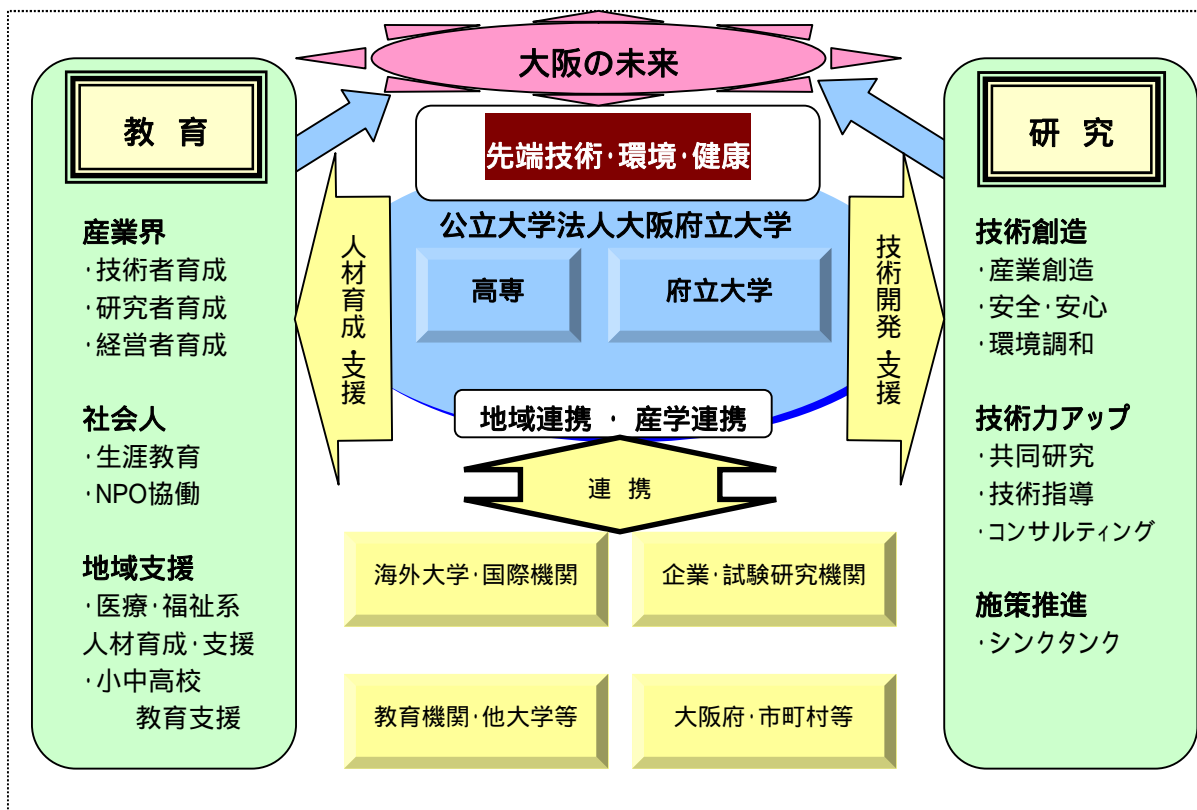 大阪の未来
先端技術・環境・健康
公立大学法人大阪府立大学
高専
府立大学
地域連携 ・ 産学連携
連 携
海外大学・国際機関
企業・試験研究機関
教育機関・他大学等
大阪府・市町村等
人材育成・支援
技術開発・支援
教 育
産業界
・技術者育成
・研究者育成
・経営者育成
社会人
・生涯教育
・NPO協働
地域支援
・医療・福祉系
人材育成・支援
・小中高校
教育支援
研 究
技術創造
・産業創造
・安全・安心
・環境調和
技術力アップ
・共同研究
・技術指導
・コンサルティング
施策推進
・シンクタンク